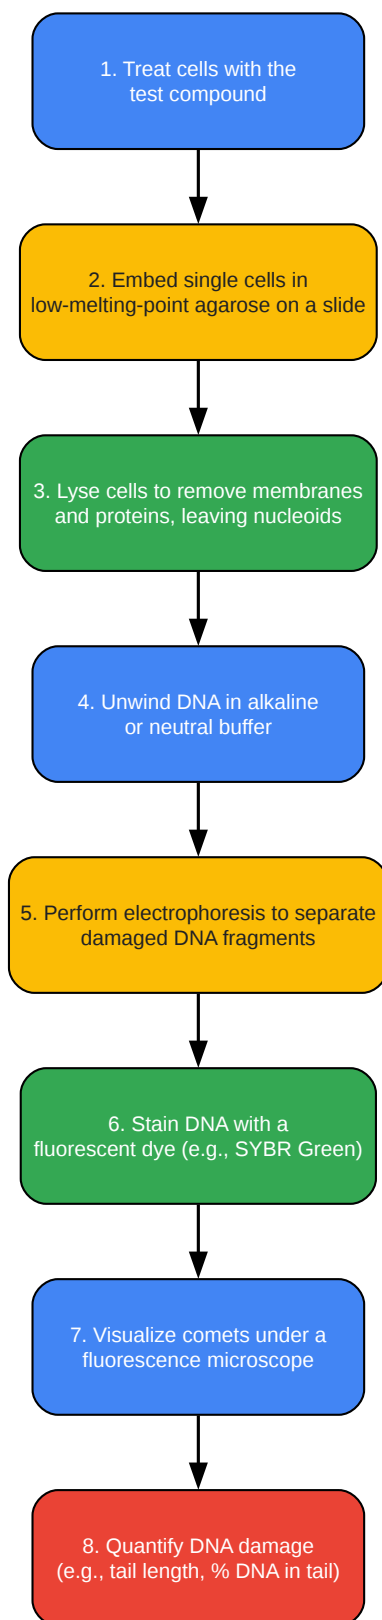 1. Treat cells with the
test compound
2. Embed single cells in
low-melting-point agarose on a slide
3. Lyse cells to remove membranes
and proteins, leaving nucleoids
4. Unwind DNA in alkaline
or neutral buffer
5. Perform electrophoresis to separate
damaged DNA fragments
6. Stain DNA with a
fluorescent dye (e.g., SYBR Green)
7. Visualize comets under a
fluorescence microscope
8. Quantify DNA damage
(e.g., tail length, % DNA in tail)